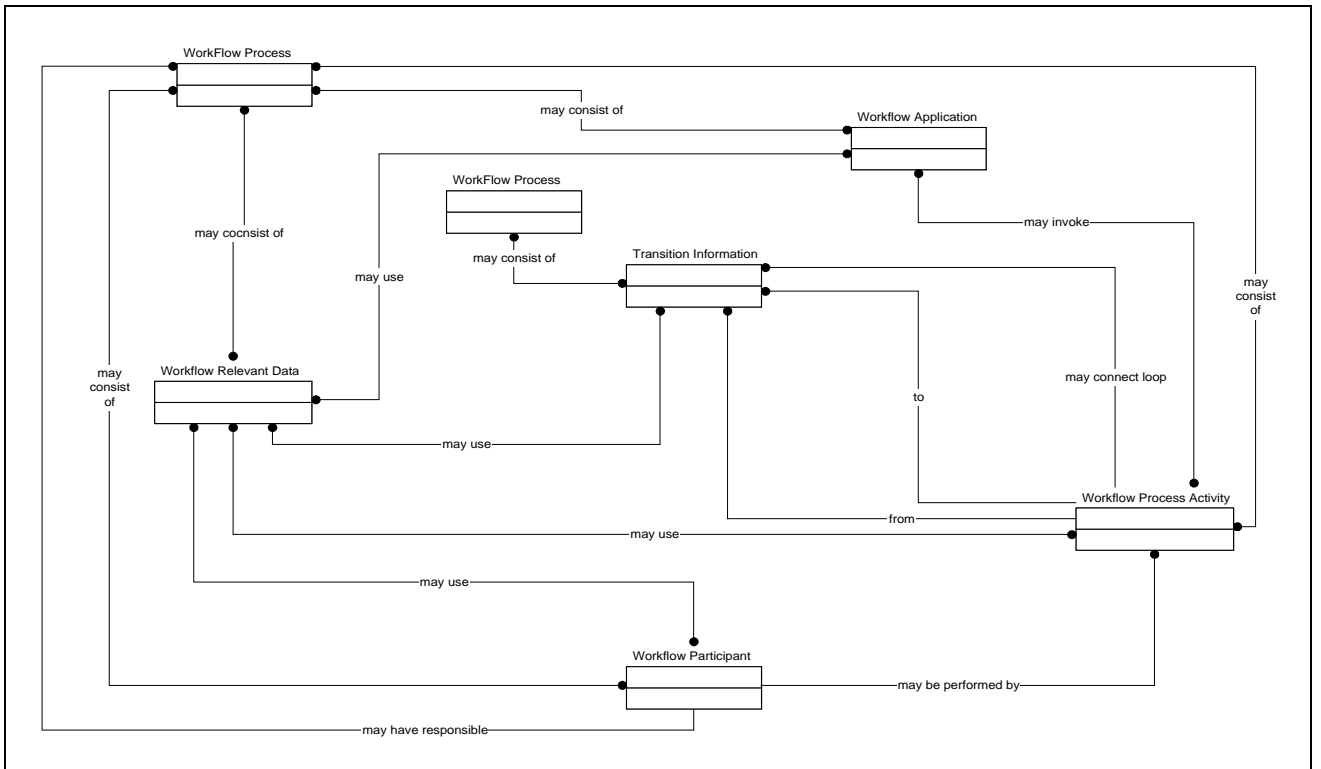 WorkFlow Process
may consist of
Workflow Application
WorkFlow Process
may invoke
may cocnsist of
may consist of
Transition Information
may use
may
consist
of
Workflow Relevant Data
may
consist
of
may connect loop
to
may use
Workflow Process Activity
from
may use
may use
Workflow Participant
may be performed by
may have responsible